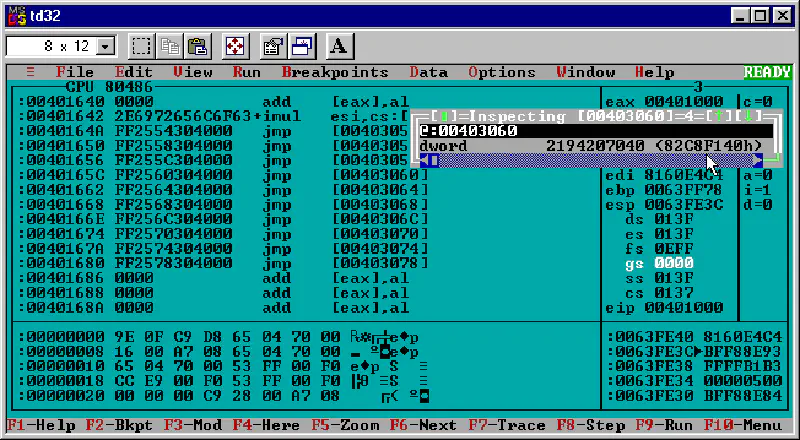 td32
8 x 12
A
≡ File Edit View Run Breakpoints Data Options Window Help READY
CPU 80486 3
:00401640 0000 add [eax],al eax 00401000 c=0
:00401642 2E6972656C6F63+imul esi,cs:[
[↕]=Inspecting [00403060]=4=[↑][↓]
@:00403060
dword 2194207040 (82C8F140h)
:0040164A FF2554304000 jmp [0040305
:00401650 FF2558304000 jmp [0040305
:00401656 FF255C304000 jmp [0040305
:0040165C FF2560304000 jmp [00403060] edi 8160E4C4 a=0
:00401662 FF2564304000 jmp [00403064] ebp 0063FF78 i=1
:00401668 FF2568304000 jmp [00403068] esp 0063FE3C d=0
:0040166E FF256C304000 jmp [0040306C] ds 013F
:00401674 FF2570304000 jmp [00403070] es 013F
:0040167A FF2574304000 jmp [00403074] fs 0EFF
:00401680 FF2578304000 jmp [00403078] gs 0000
:00401686 0000 add [eax],al ss 013F
:00401688 0000 add [eax],al cs 0137
:0040168A 0000 add [eax],al eip 00401000
:00000000 9E 0F C9 D8 65 04 70 00 :0063FE40 8160E4C4
:00000008 16 00 A7 08 65 04 70 00 :0063FE3C►BFF88E93
:00000010 65 04 70 00 53 FF 00 F0 :0063FE38 FFFFB1B3
:00000018 CC E9 00 F0 53 FF 00 F0 :0063FE34 00000500
:00000020 00 00 00 C9 28 00 A7 08 :0063FE30 BFF88E84
F1-Help F2-Bkpt F3-Mod F4-Here F5-Zoom F6-Next F7-Trace F8-Step F9-Run F10-Menu